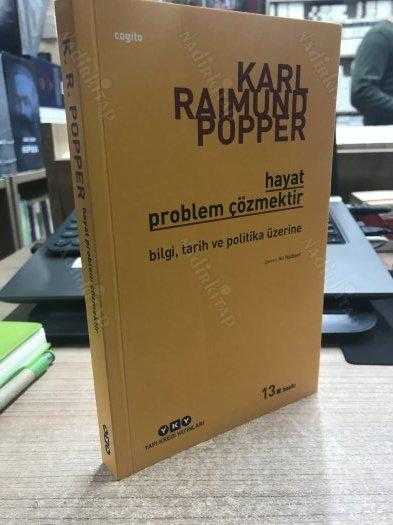 cogito
KARL
RAIMUND
POPPER
hayat
problem çözmektir
bilgi, tarih ve politika üzerine
13. baskı
YKY
YAPI KREDİ YAYINLARI
K. R. POPPER hayat problem çözmektir
nadirkitap